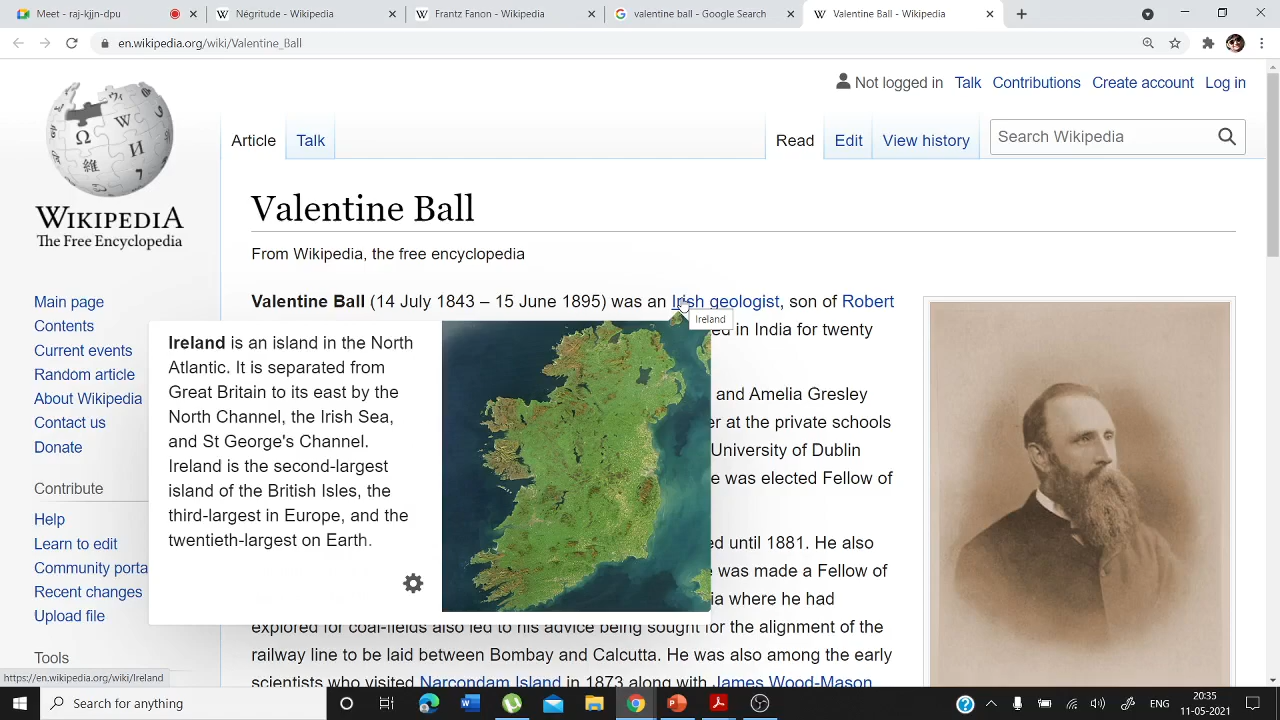 Meet - raj-kjjn-dpe
Négritude - Wikipedia
Frantz Fanon - Wikipedia
valentine ball - Google Search
Valentine Ball - Wikipedia
en.wikipedia.org/wiki/Valentine_Ball
WIKIPEDIA
The Free Encyclopedia
Not logged in Talk Contributions Create account Log in
Article Talk Read Edit View history Search Wikipedia
Valentine Ball
From Wikipedia, the free encyclopedia
Main page
Contents
Current events
Random article
About Wikipedia
Contact us
Donate
Contribute
Help
Learn to edit
Community porta
Recent changes
Upload file
Tools
Valentine Ball (14 July 1843 – 15 June 1895) was an Irish geologist, son of Robert
Ireland
ed in India for twenty
and Amelia Gresley
er at the private schools
University of Dublin
e was elected Fellow of
ed until 1881. He also
was made a Fellow of
ia where he had
explored for coal-fields also led to his advice being sought for the alignment of the
railway line to be laid between Bombay and Calcutta. He was also among the early
scientists who visited Narcondam Island in 1873 along with James Wood-Mason
Ireland is an island in the North
Atlantic. It is separated from
Great Britain to its east by the
North Channel, the Irish Sea,
and St George's Channel.
Ireland is the second-largest
island of the British Isles, the
third-largest in Europe, and the
twentieth-largest on Earth.
https://en.wikipedia.org/wiki/Ireland
Search for anything
ENG
20:35
11-05-2021